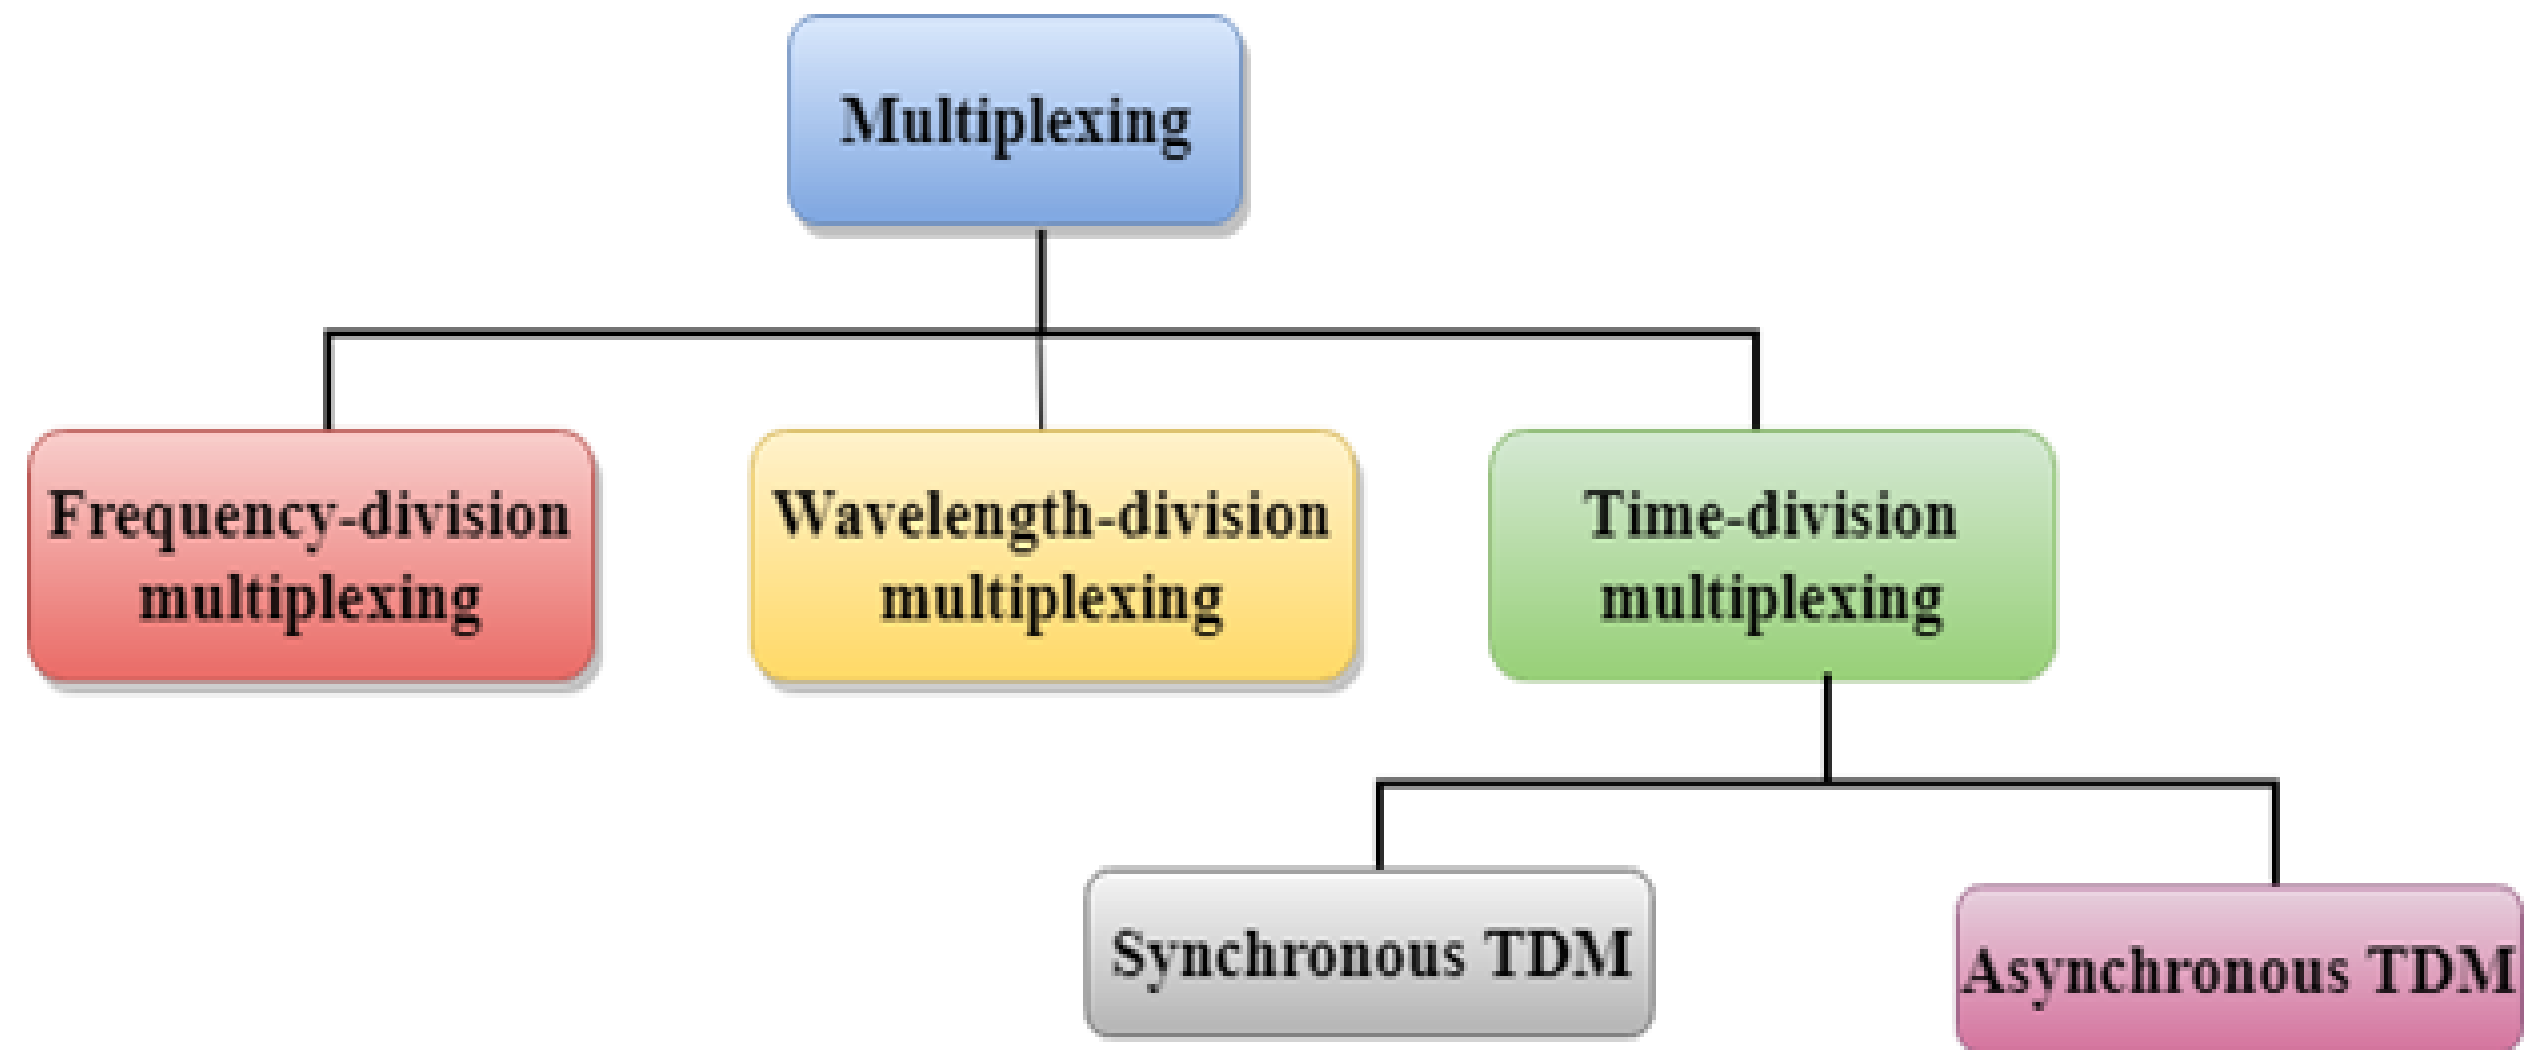 Multiplexing
Frequency-division
multiplexing
Wavelength-division
multiplexing
Time-division
multiplexing
Synchronous TDM
Asynchronous TDM